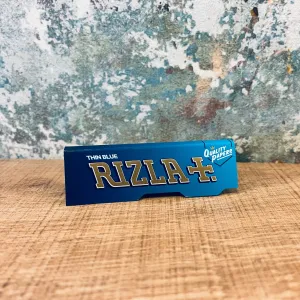 THIN BLUE
RIZLA+
QUALITY
PAPERS